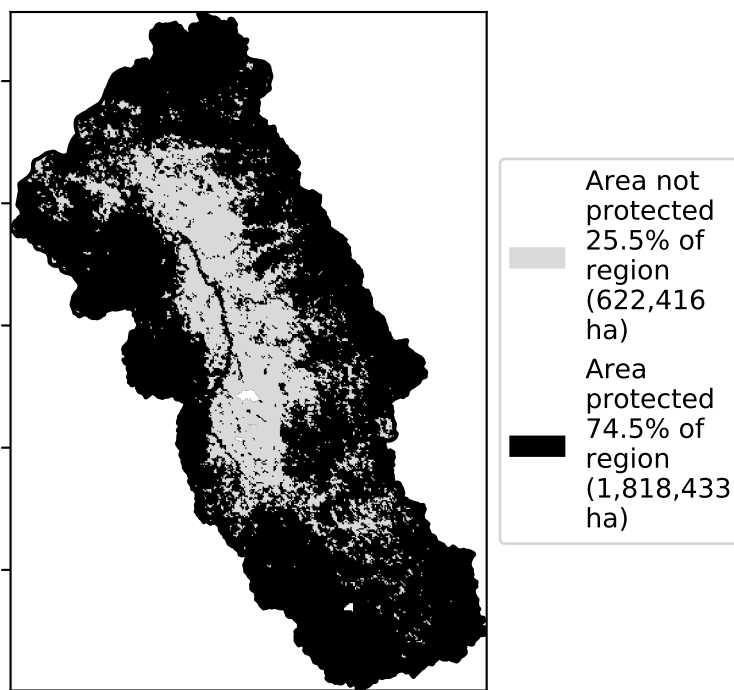 Area not
protected
25.5% of
region
(622,416
ha)
Area
protected
74.5% of
region
(1,818,433
ha)